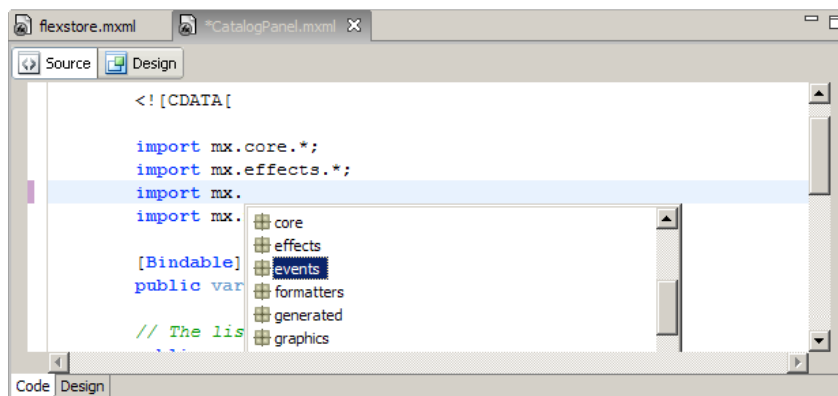 flexstore.mxml *CatalogPanel.mxml
Source Design
<![CDATA[
import mx.core.*;
import mx.effects.*;
import mx.
import mx.
core
effects
[Bindable]
events
public var
formatters
generated
// The lis
graphics
Code Design